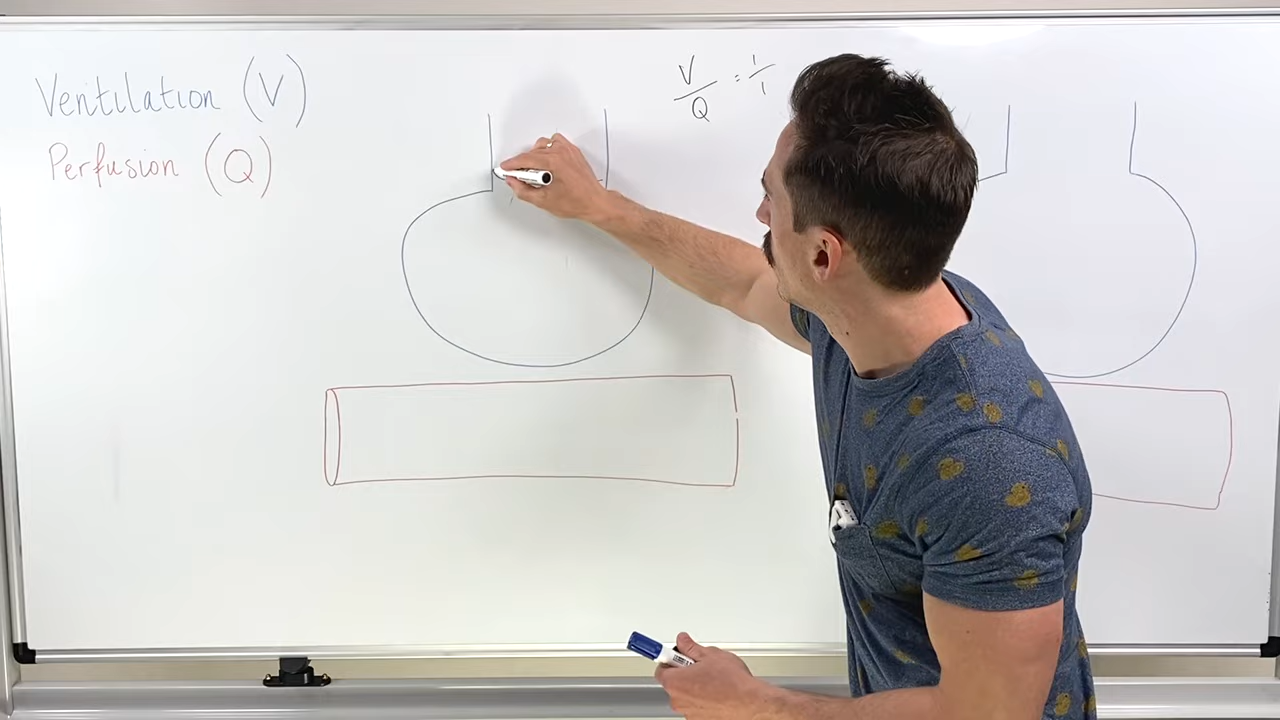 Ventilation (V)
Perfusion (Q)
V/Q = 1/1